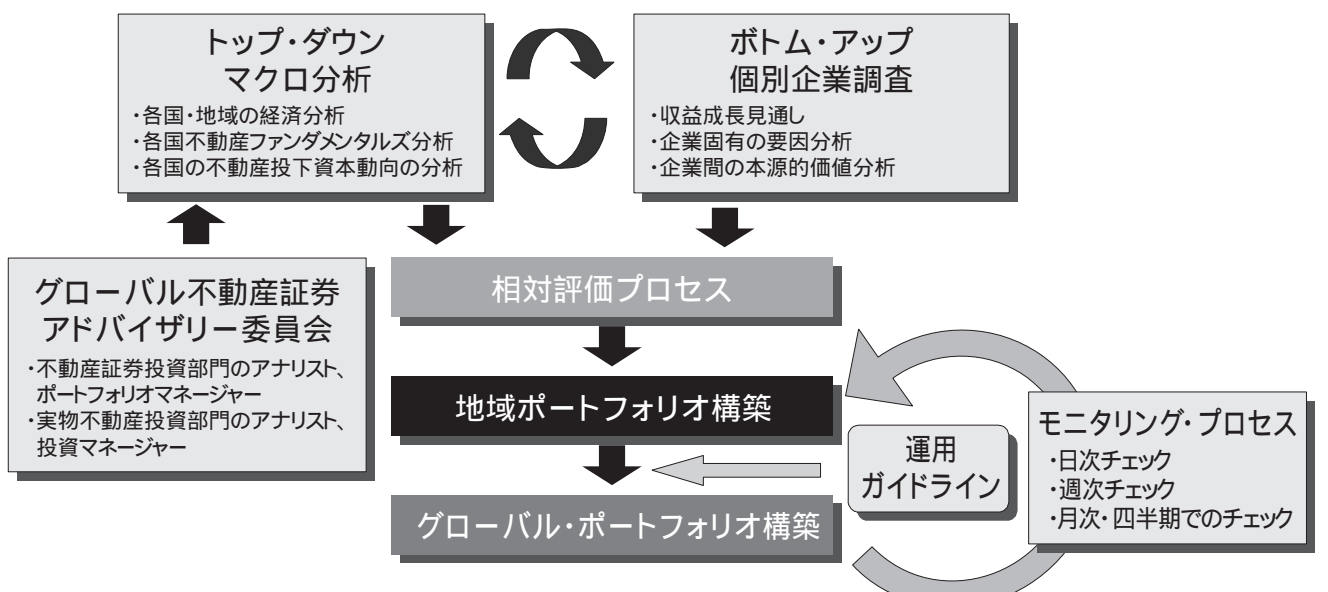 トップ・ダウン
マクロ分析
・各国・地域の経済分析
・各国不動産ファンダメンタルズ分析
・各国の不動産投下資本動向の分析
ボトム・アップ
個別企業調査
・収益成長見通し
・企業固有の要因分析
・企業間の本源的価値分析
グローバル不動産証券
アドバイザリー委員会
・不動産証券投資部門のアナリスト、
ポートフォリオマネージャー
・実物不動産投資部門のアナリスト、
投資マネージャー
相対評価プロセス
地域ポートフォリオ構築
グローバル・ポートフォリオ構築
運用
ガイドライン
モニタリング・プロセス
・日次チェック
・週次チェック
・月次・四半期でのチェック